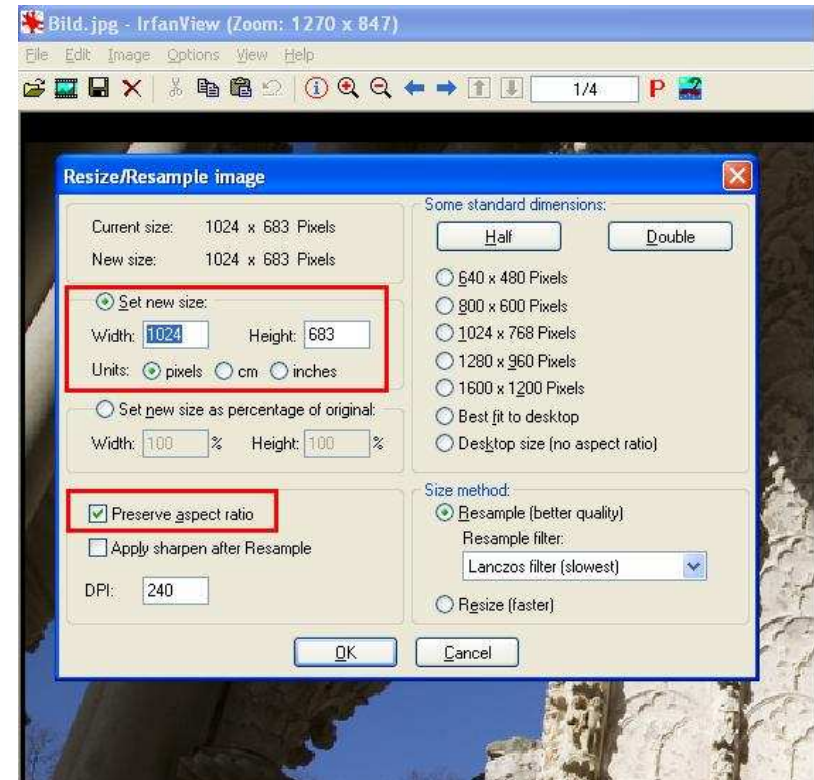 Bild.jpg - IrfanView (Zoom: 1270 x 847)
File Edit Image Options View Help
1/4 P
Resize/Resample image
Current size: 1024 x 683 Pixels
New size: 1024 x 683 Pixels
Set new size:
Width: 1024 Height: 683
Units: pixels cm inches
Set new size as percentage of original:
Width: 100 % Height: 100 %
Preserve aspect ratio
Apply sharpen after Resample
DPI: 240
Some standard dimensions:
Half Double
640 x 480 Pixels
800 x 600 Pixels
1024 x 768 Pixels
1280 x 960 Pixels
1600 x 1200 Pixels
Best fit to desktop
Desktop size (no aspect ratio)
Size method:
Resample (better quality)
Resample filter:
Lanczos filter (slowest)
Resize (faster)
OK Cancel